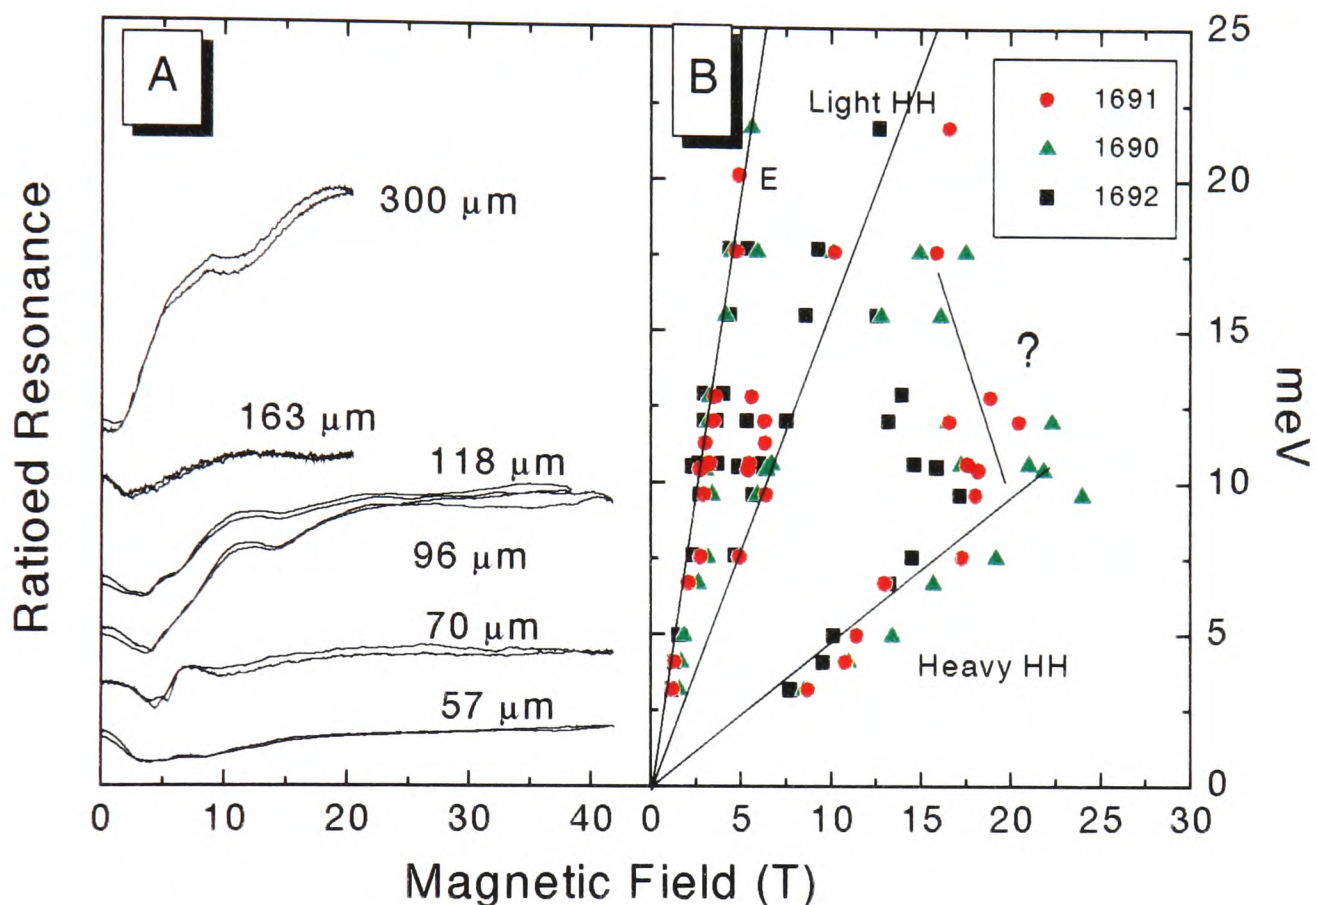 A
B
Light HH
1691
1690
1692
E
300 μm
163 μm
118 μm
96 μm
70 μm
57 μm
?
Heavy HH
25
20
15
10
5
0
Ratioed Resonance
meV
0 10 20 30 40 0 5 10 15 20 25 30
Magnetic Field (T)